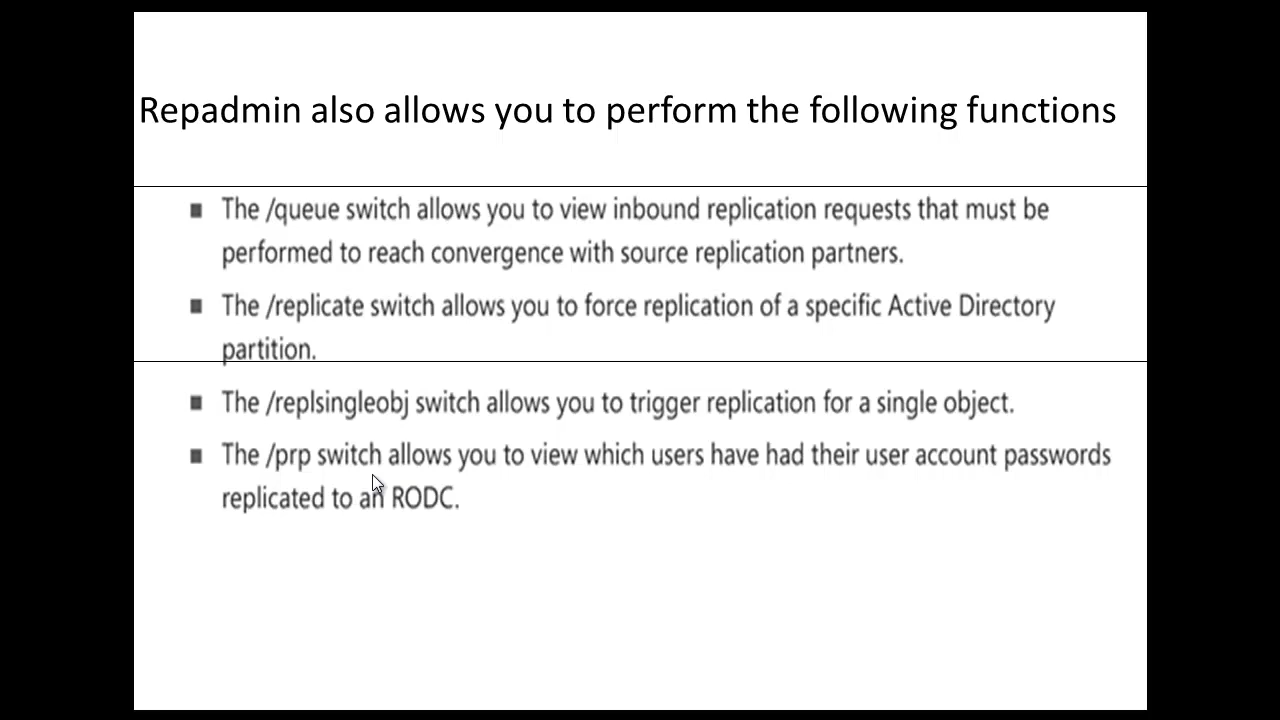 Repadmin also allows you to perform the following functions
■ The /queue switch allows you to view inbound replication requests that must be
performed to reach convergence with source replication partners.
■ The /replicate switch allows you to force replication of a specific Active Directory
partition.
■ The /replsingleobj switch allows you to trigger replication for a single object.
■ The /prp switch allows you to view which users have had their user account passwords
replicated to an RODC.